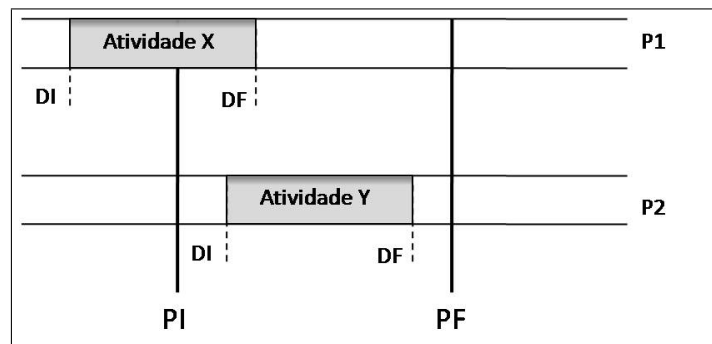 Atividade X
P1
DI
DF
Atividade Y
P2
DI
DF
PI
PF